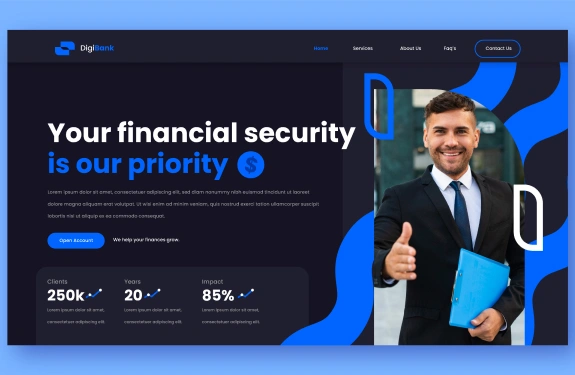 DigiBank
Home Services About Us Faq's Contact Us
Your financial security
is our priority $
Lorem ipsum dolor sit amet, consectetuer adipiscing elit, sed diam nonummy nibh euismod tincidunt ut laoreet
dolore magna aliquam erat volutpat. Ut wisi enim ad minim veniam, quis nostrud exerci tation ullamcorper suscipit
lobortis nisl ut aliquip ex ea commodo consequat.
Open Account We help your finances grow.
Clients Years Impact
250k 20 85%
Lorem ipsum dolor sit amet, Lorem ipsum dolor sit amet, Lorem ipsum dolor sit amet,
consectetuer adipiscing elit. consectetuer adipiscing elit. consectetuer adipiscing elit.